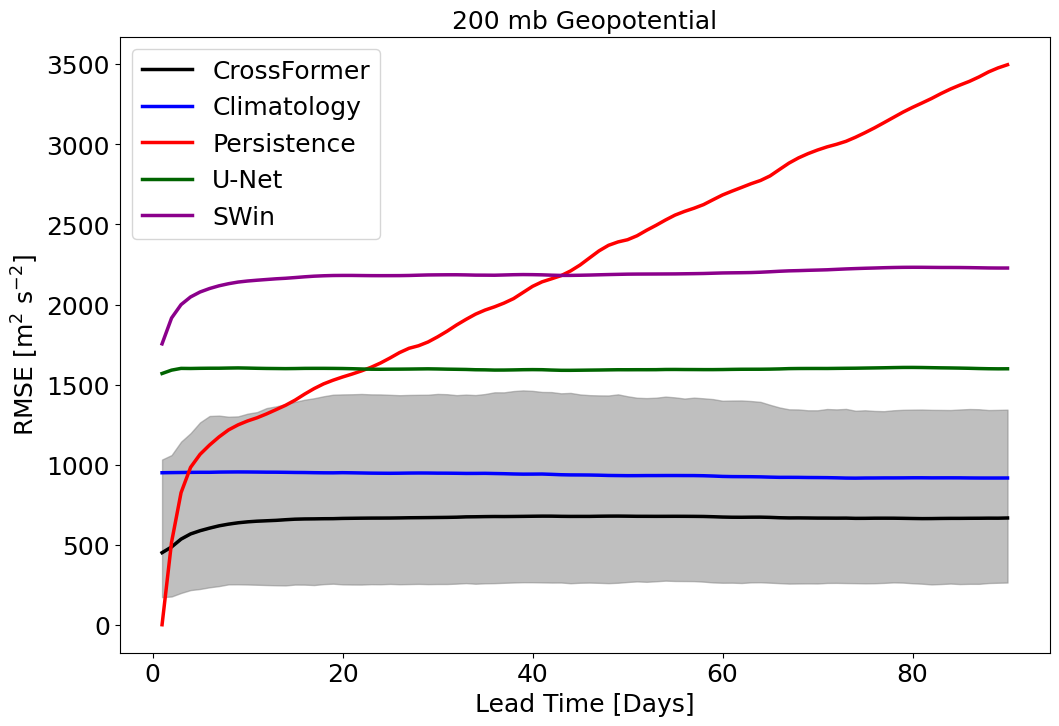 200 mb Geopotential
CrossFormer
Climatology
Persistence
U-Net
SWin
3500
3000
2500
2000
1500
1000
500
0
RMSE [m² s⁻²]
0 20 40 60 80
Lead Time [Days]